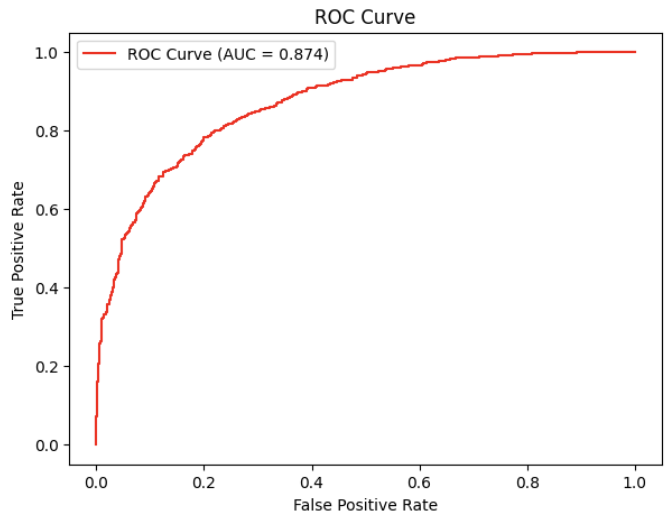 ROC Curve
ROC Curve (AUC = 0.874)
1.0
0.8
0.6
0.4
0.2
0.0
True Positive Rate
0.0 0.2 0.4 0.6 0.8 1.0
False Positive Rate